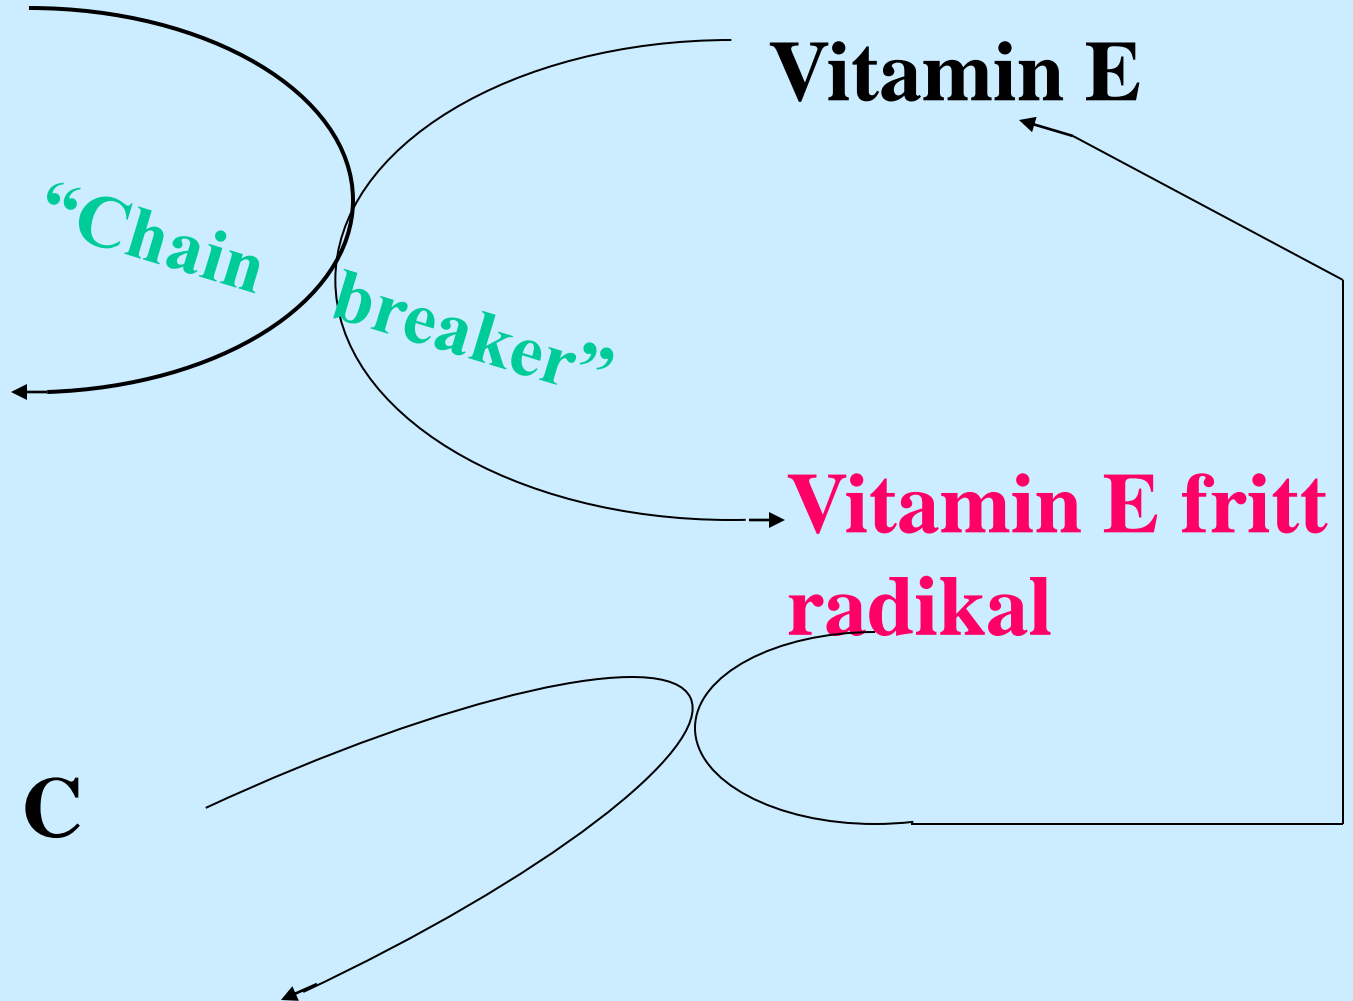 Vitamin E
“Chain breaker”
Vitamin E fritt
radikal
C